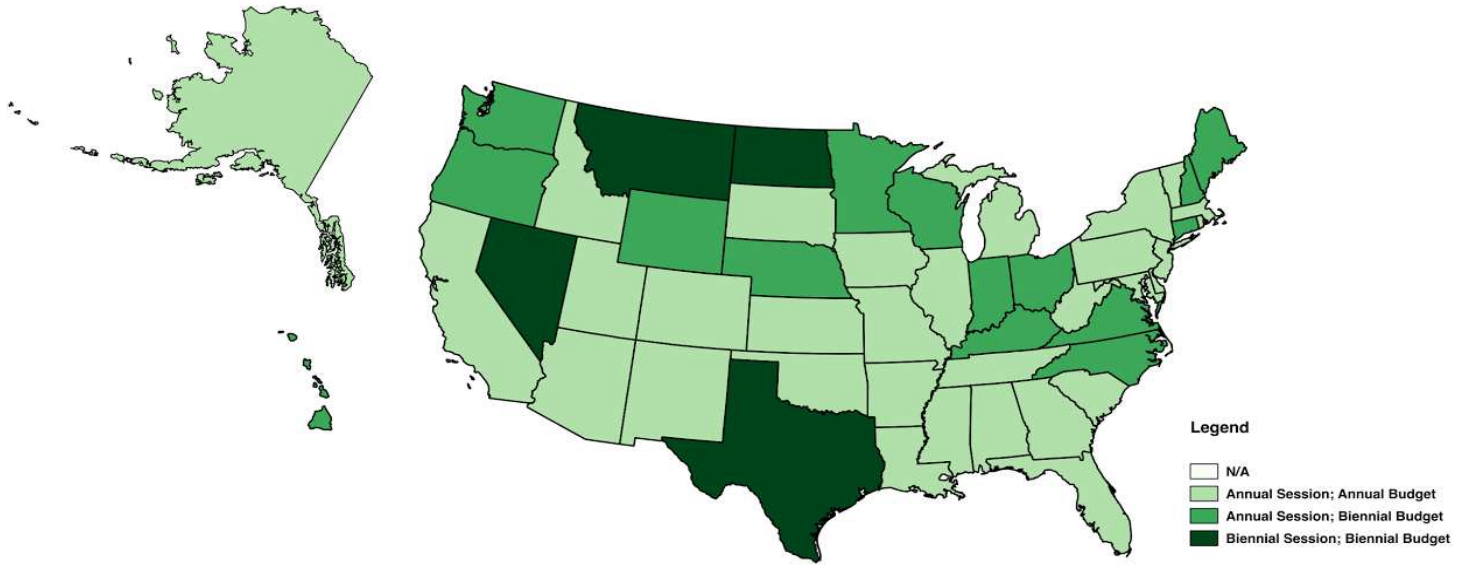 Legend
N/A
Annual Session; Annual Budget
Annual Session; Biennial Budget
Biennial Session; Biennial Budget